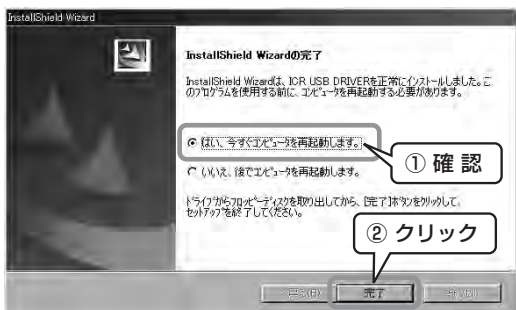 InstallShield Wizard
InstallShield Wizardの完了
InstallShield Wizardは、ICR USB DRIVERを正常にインストールしました。こ
のプログラムを使用する前に、コンピュータを再起動する必要があります。
はい、今すぐコンピュータを再起動します。
① 確 認
いいえ、後でコンピュータを再起動します。
ドライブからフロッピーディスクを取り出してから、[完了]ボタンをクリックして、
セットアップを終了してください。
② クリック
完了